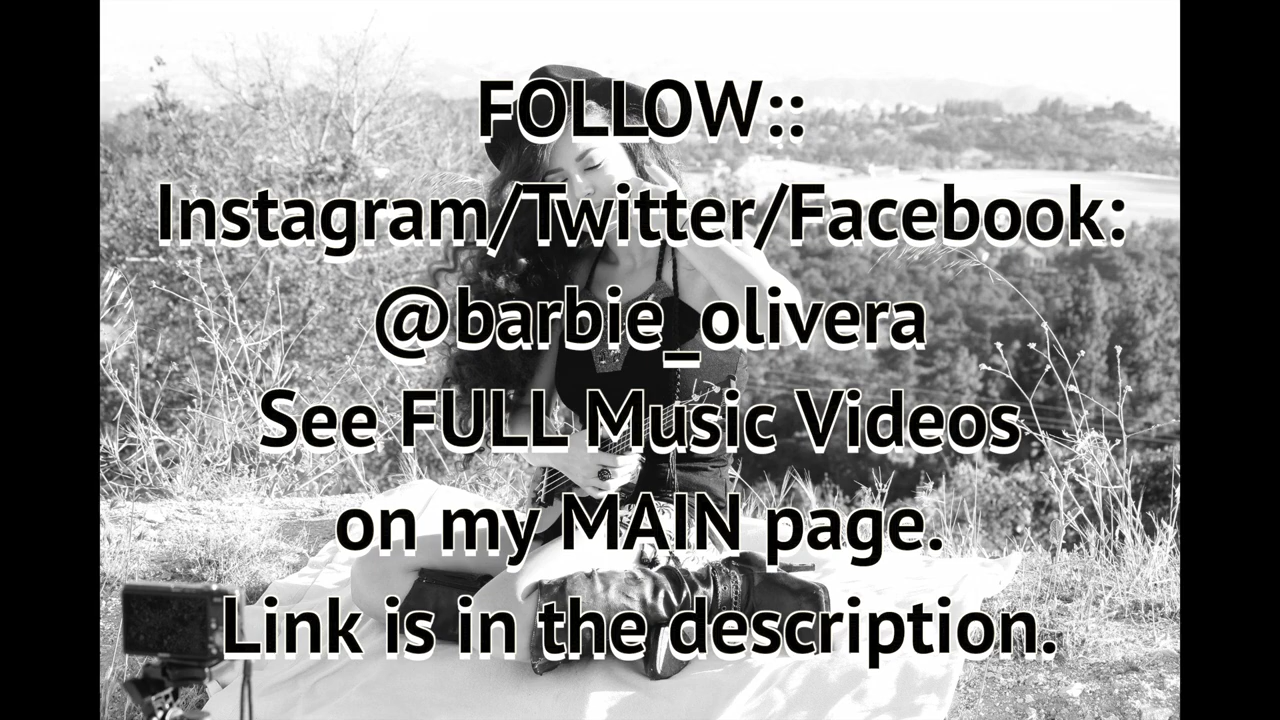 FOLLOW::
Instagram/Twitter/Facebook:
@barbie_olivera
See FULL Music Videos
on my MAIN page.
Link is in the description.